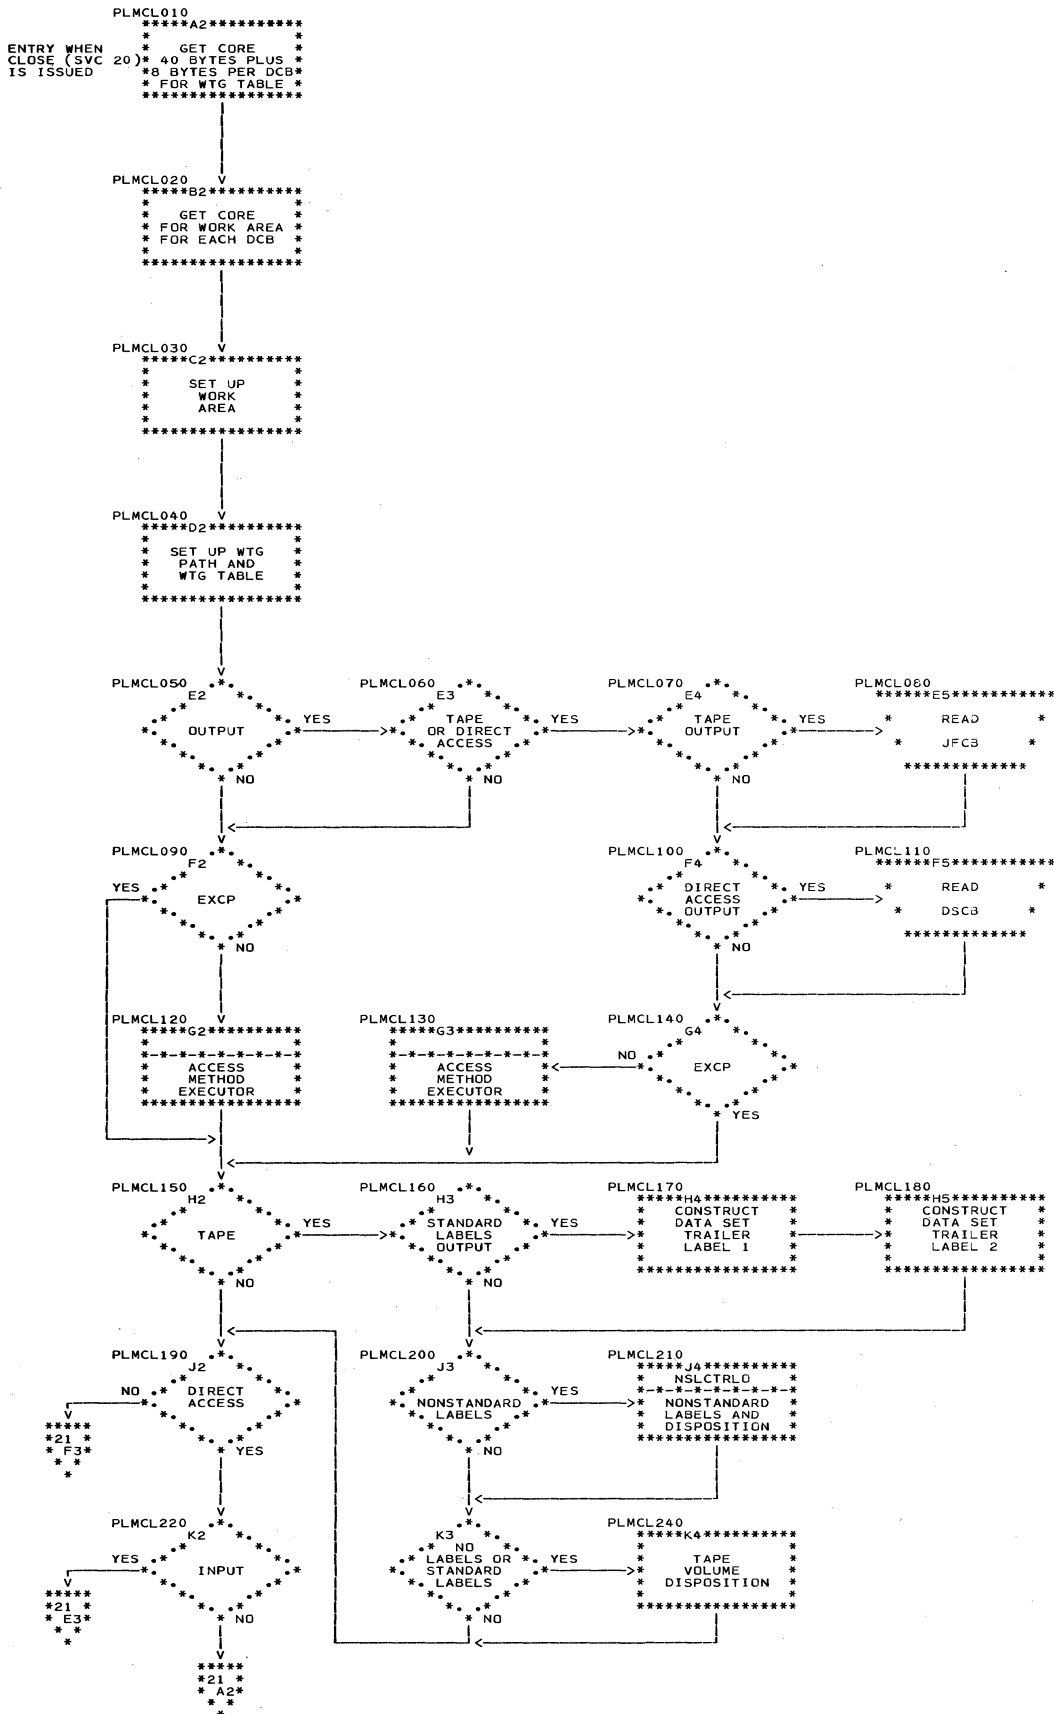 PLMCL010
*****A2**********
ENTRY WHEN
CLOSE (SVC 20)
IS ISSUED
GET CORE
40 BYTES PLUS
8 BYTES PER DCB
FOR WTG TABLE
PLMCL020
*****B2**********
GET CORE
FOR WORK AREA
FOR EACH DCB
PLMCL030
*****C2**********
SET UP
WORK
AREA
PLMCL040
*****D2**********
SET UP WTG
PATH AND
WTG TABLE
PLMCL050
E2
OUTPUT
YES
NO
PLMCL060
E3
TAPE
OR DIRECT
ACCESS
YES
NO
PLMCL070
E4
TAPE
OUTPUT
YES
NO
PLMCL080
******E5***********
READ
JFCB
PLMCL090
F2
YES
EXCP
NO
PLMCL100
F4
DIRECT
ACCESS
OUTPUT
YES
NO
PLMCL110
******F5***********
READ
DSCB
PLMCL120
*****G2**********
*-*-*-*-*-*-*-*-*
ACCESS
METHOD
EXECUTOR
PLMCL130
*****G3**********
*-*-*-*-*-*-*-*-*
ACCESS
METHOD
EXECUTOR
PLMCL140
G4
NO
EXCP
YES
PLMCL150
H2
TAPE
YES
NO
PLMCL160
H3
STANDARD
LABELS
OUTPUT
YES
NO
PLMCL170
*****H4**********
CONSTRUCT
DATA SET
TRAILER
LABEL 1
PLMCL180
*****H5**********
CONSTRUCT
DATA SET
TRAILER
LABEL 2
PLMCL190
J2
NO
DIRECT
ACCESS
YES
*21 *
* F3*
PLMCL200
J3
NONSTANDARD
LABELS
YES
NO
PLMCL210
*****J4**********
NSLCTRLO
*-*-*-*-*-*-*-*-*
NONSTANDARD
LABELS AND
DISPOSITION
PLMCL220
K2
YES
INPUT
NO
*21 *
* E3*
*21 *
* A2*
K3
NO
LABELS OR
STANDARD
LABELS
YES
NO
PLMCL240
*****K4**********
TAPE
VOLUME
DISPOSITION